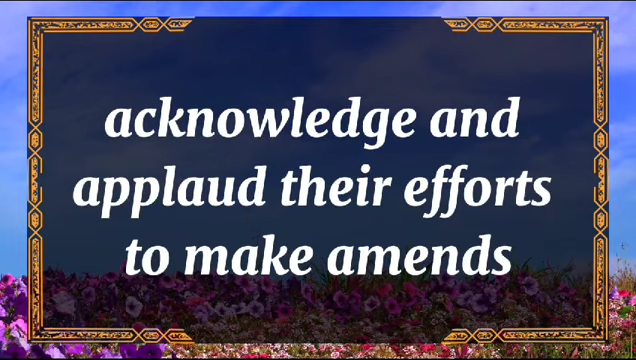 acknowledge and
applaud their efforts
to make amends